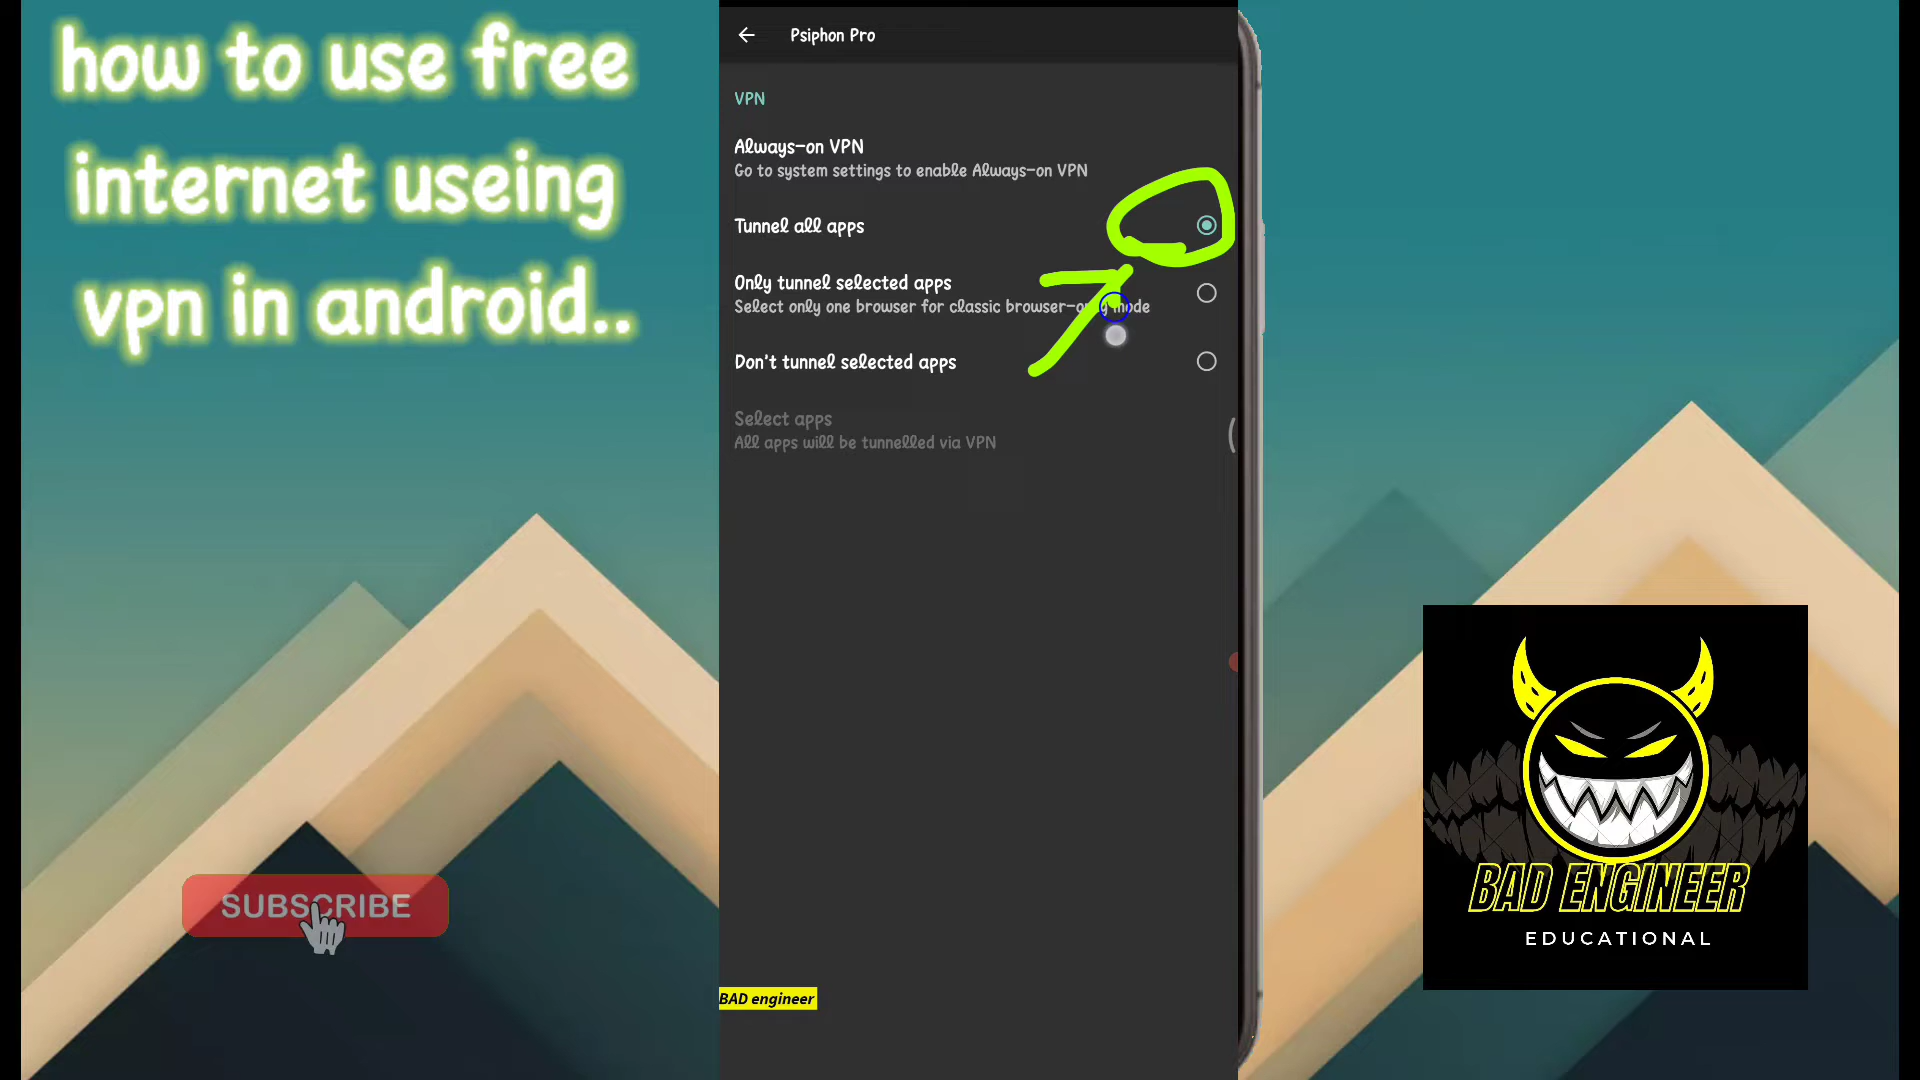 how to use free
internet useing
vpn in android..
Psiphon Pro
VPN
Always-on VPN
Go to system settings to enable Always-on VPN
Tunnel all apps
Only tunnel selected apps
Select only one browser for classic browser-only mode
Don't tunnel selected apps
Select apps
All apps will be tunnelled via VPN
SUBSCRIBE
BAD engineer
BAD ENGINEER
EDUCATIONAL